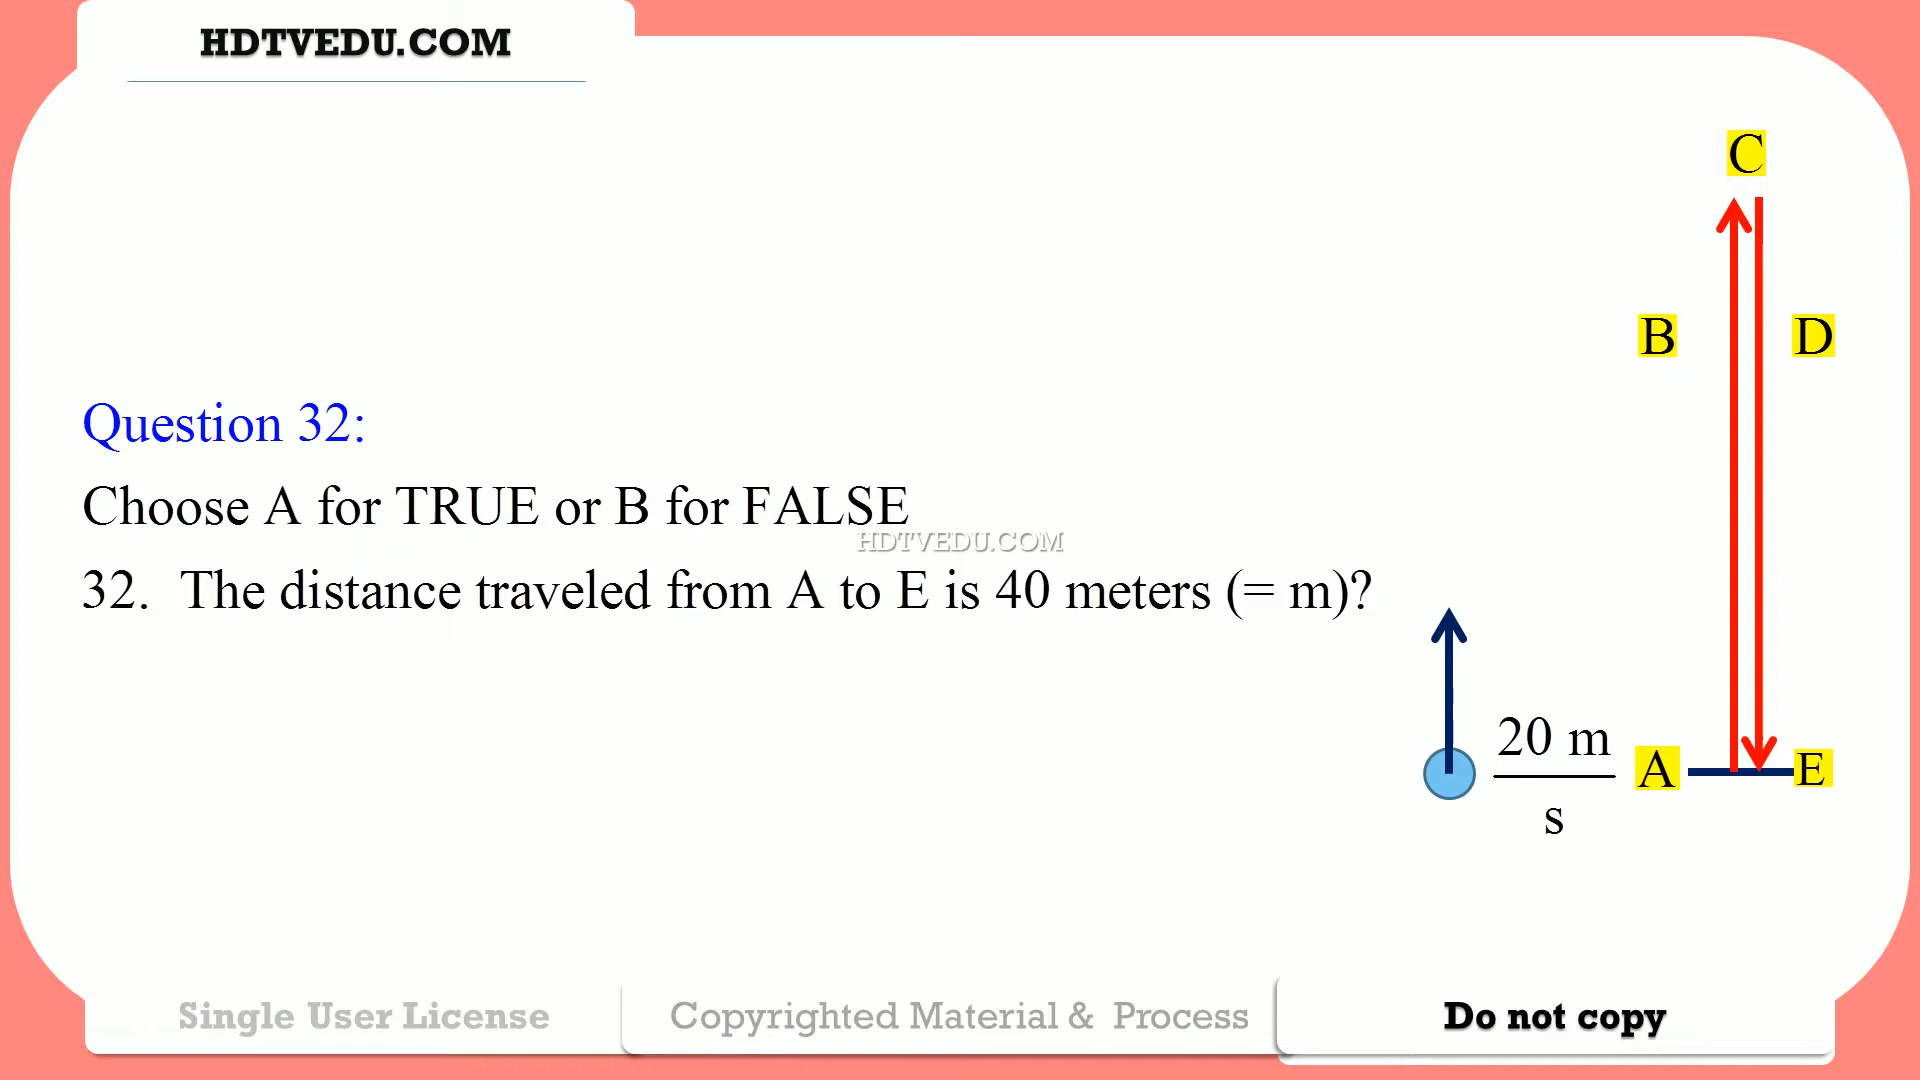 HDTVEDU.COM
C
B
D
Question 32:
Choose A for TRUE or B for FALSE
HDTVEDU.COM
32. The distance traveled from A to E is 40 meters (= m)?
20 m
s
A
E
Single User License
Copyrighted Material & Process
Do not copy